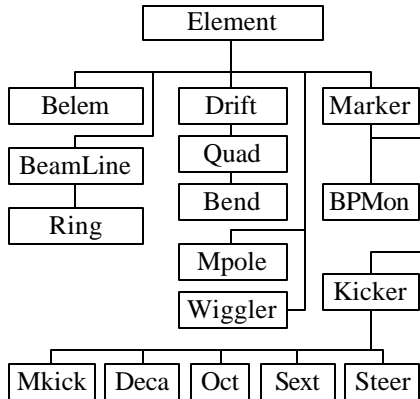 Element
Belem Drift Marker
Quad
BeamLine
Bend BPMon
Ring
Mpole
Kicker
Wiggler
Mkick Deca Oct Sext Steer